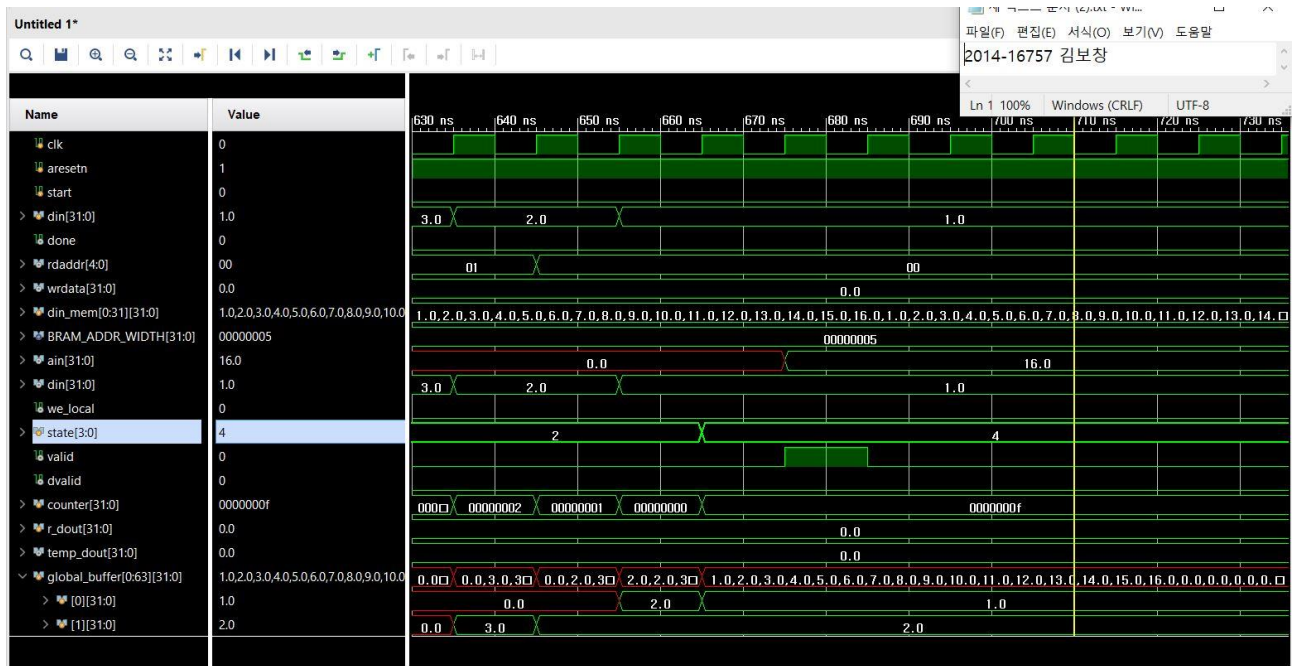 Untitled 1*
파일(F) 편집(E) 서식(O) 보기(V) 도움말
2014-16757 김보창
Ln 1 100% Windows (CRLF) UTF-8
Name Value
630 ns 640 ns 650 ns 660 ns 670 ns 680 ns 690 ns 700 ns 710 ns 720 ns 730 ns
clk 0
aresetn 1
start 0
din[31:0] 1.0 3.0 2.0 1.0
done 0
rdaddr[4:0] 00 01 00
wrdata[31:0] 0.0 0.0
din_mem[0:31][31:0] 1.0,2.0,3.0,4.0,5.0,6.0,7.0,8.0,9.0,10.0 1.0,2.0,3.0,4.0,5.0,6.0,7.0,8.0,9.0,10.0,11.0,12.0,13.0,14.0,15.0,16.0,1.0,2.0,3.0,4.0,5.0,6.0,7.0,8.0,9.0,10.0,11.0,12.0,13.0,14.
BRAM_ADDR_WIDTH[31:0] 00000005 00000005
ain[31:0] 16.0 0.0 16.0
din[31:0] 1.0 3.0 2.0 1.0
we_local 0
state[3:0] 4 2 4
valid 0
dvalid 0
counter[31:0] 0000000f 000 00000002 00000001 00000000 0000000f
r_dout[31:0] 0.0 0.0
temp_dout[31:0] 0.0 0.0
global_buffer[0:63][31:0] 1.0,2.0,3.0,4.0,5.0,6.0,7.0,8.0,9.0,10.0 0.0 0.0,3.0,3 0.0,2.0,3 2.0,2.0,3 1.0,2.0,3.0,4.0,5.0,6.0,7.0,8.0,9.0,10.0,11.0,12.0,13.0,14.0,15.0,16.0,0.0,0.0,0.0,0.
[0][31:0] 1.0 0.0 2.0 1.0
[1][31:0] 2.0 0.0 3.0 2.0